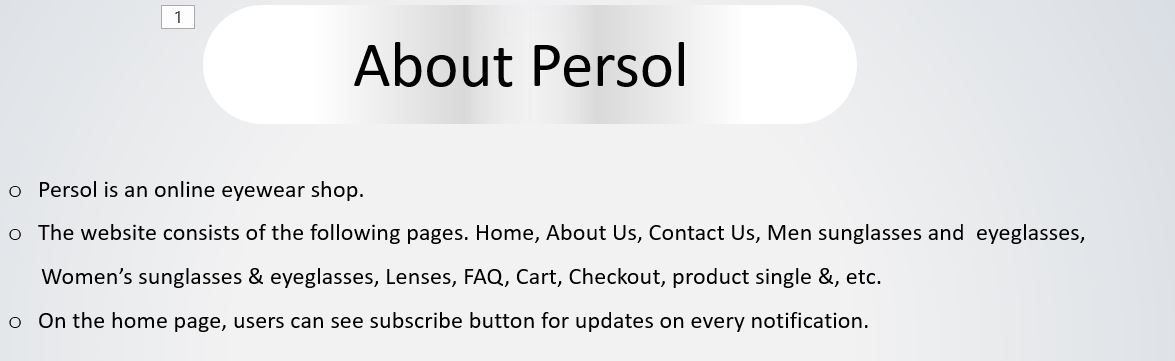 1
About Persol
o Persol is an online eyewear shop.
o The website consists of the following pages. Home, About Us, Contact Us, Men sunglasses and  eyeglasses,
Women’s sunglasses & eyeglasses, Lenses, FAQ, Cart, Checkout, product single &, etc.
o On the home page, users can see subscribe button for updates on every notification.